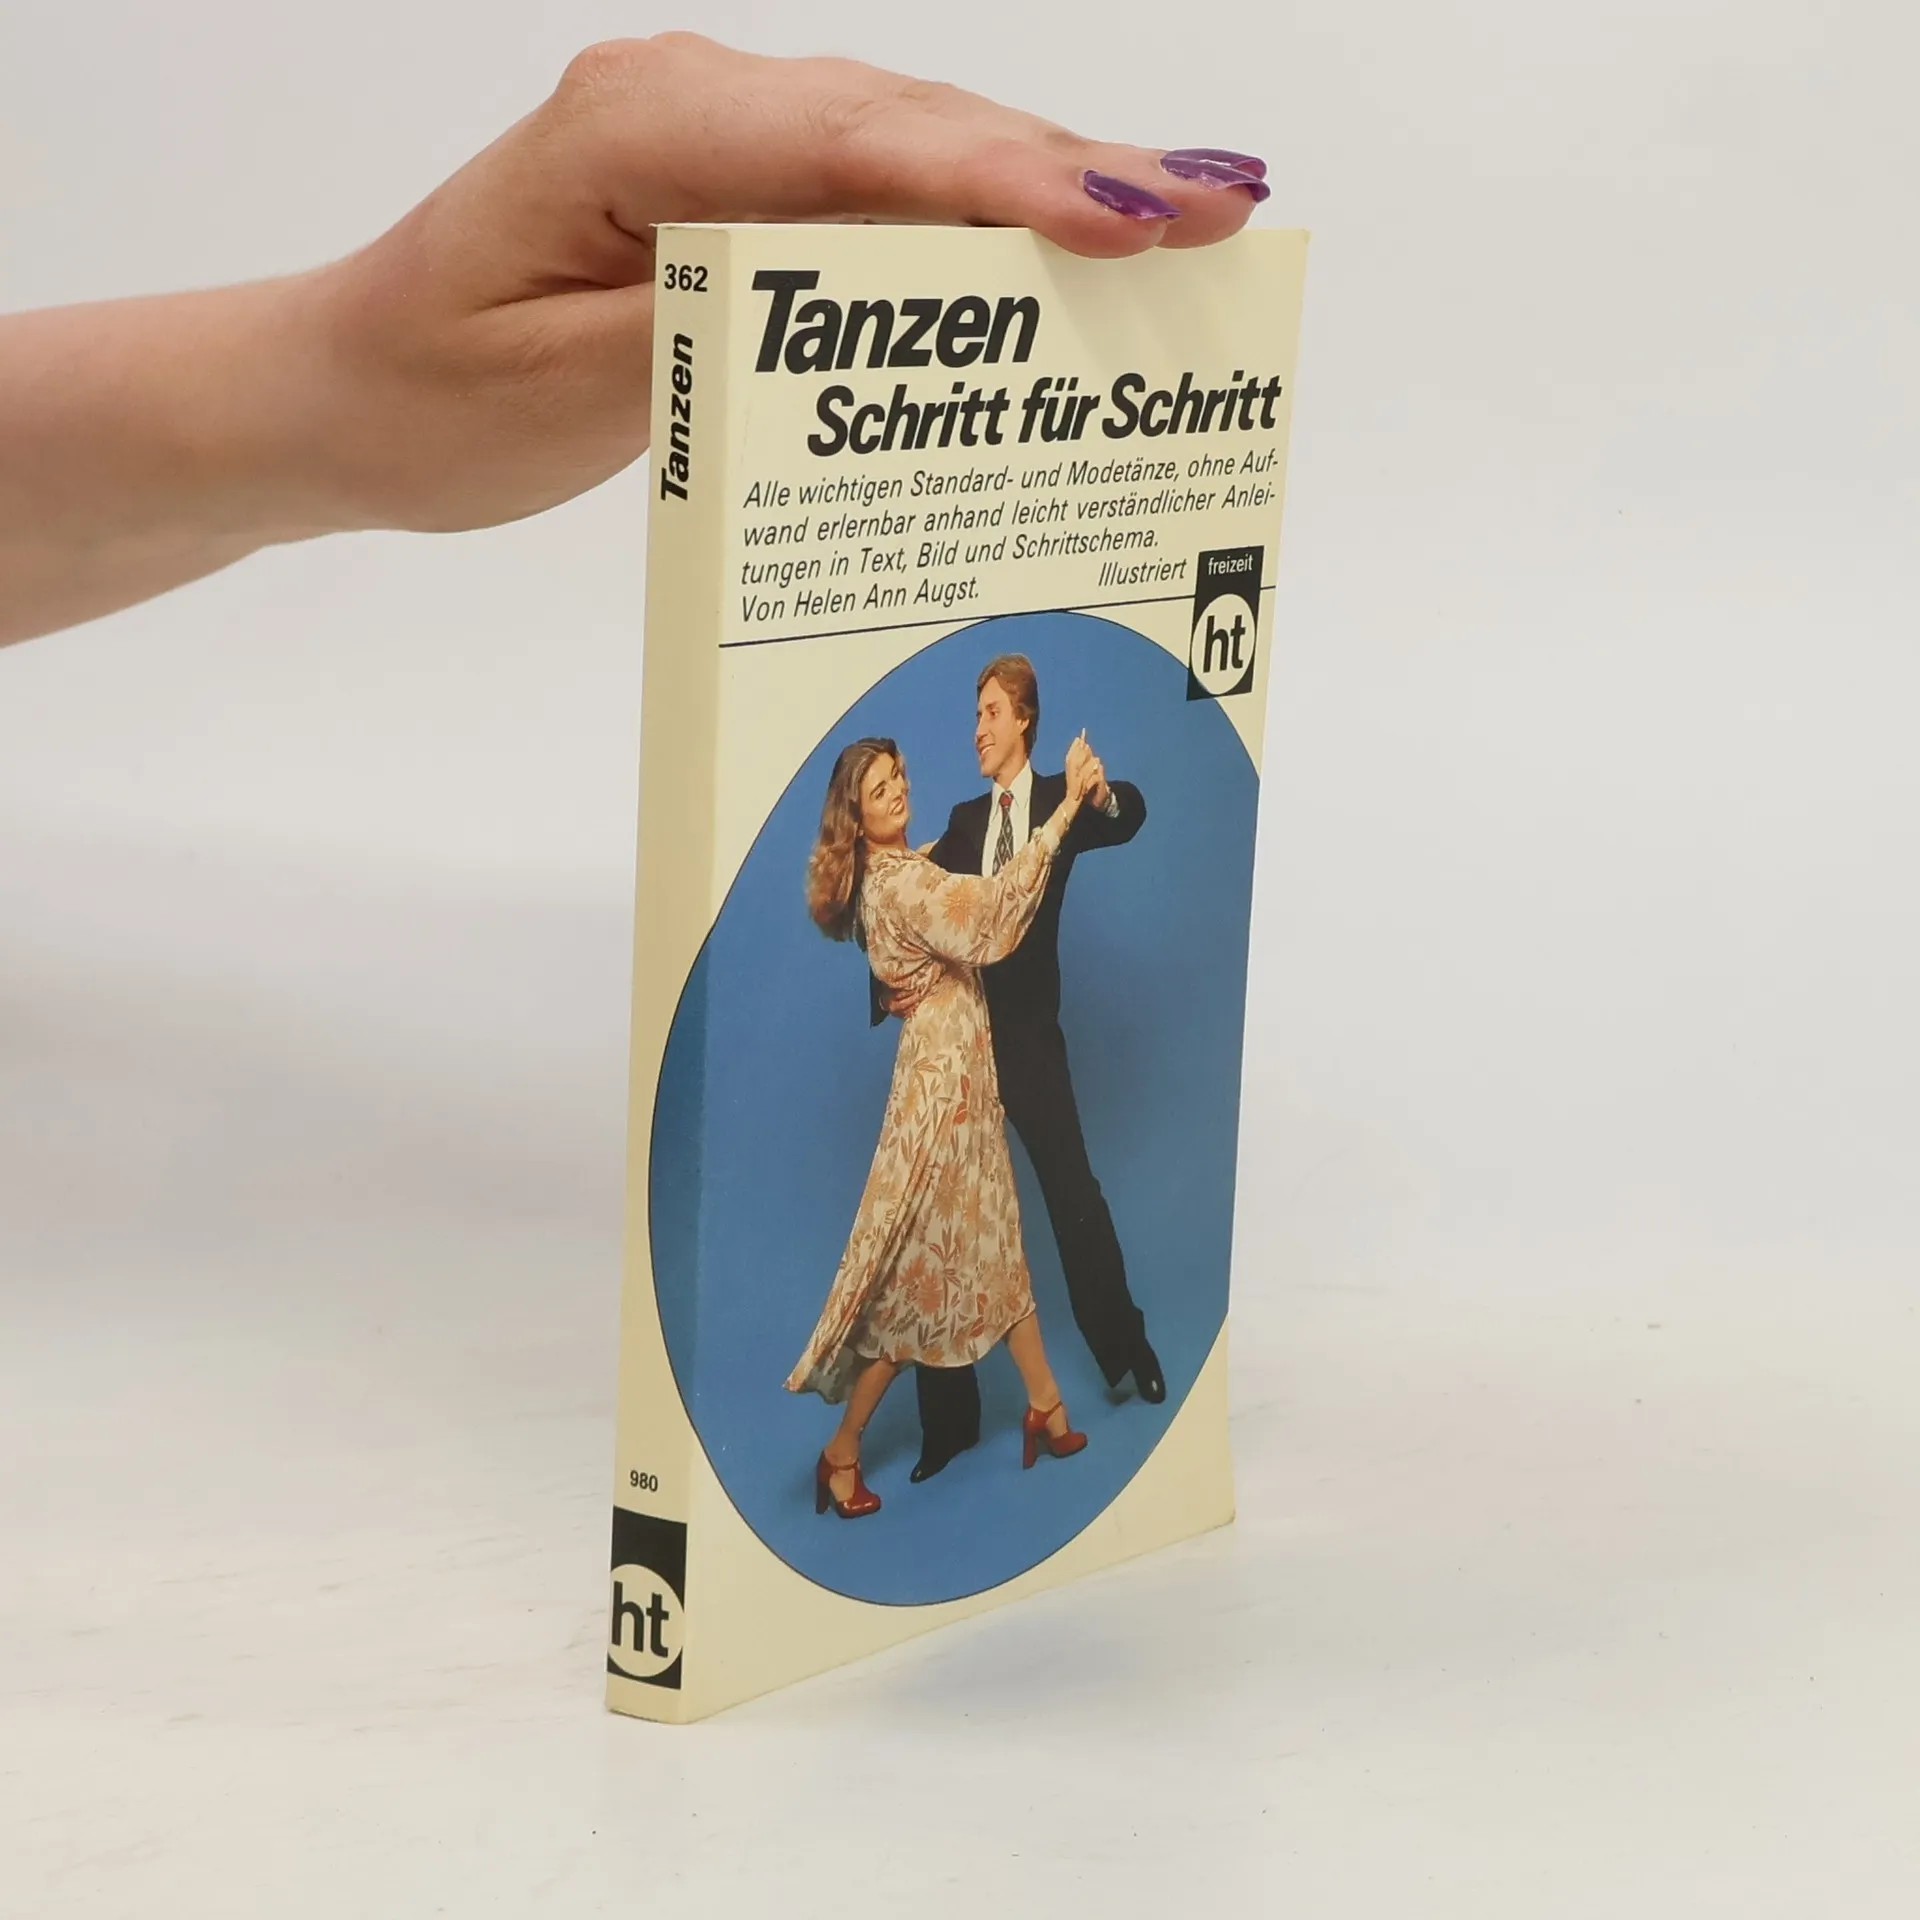 362
Tanzen
980
ht
Tanzen
Schritt für Schritt
Alle wichtigen Standard- und Modetänze, ohne Auf-
wand erlernbar anhand leicht verständlicher Anlei-
tungen in Text, Bild und Schrittschema.
Von Helen Ann Augst.
Illustriert
freizeit
ht